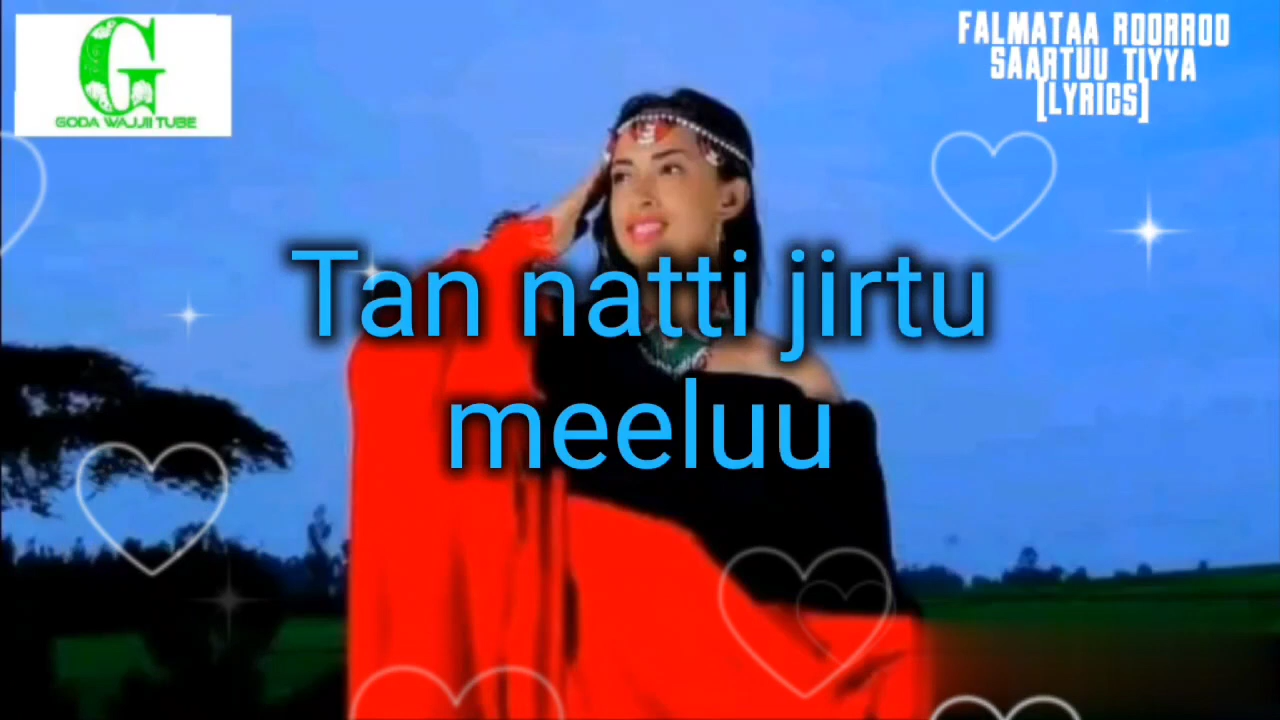 G
GODA WAJJII TUBE
FALMATAA ROORROO
SAARTUU TIYYA
[LYRICS]
Tan natti jirtu
meeluu